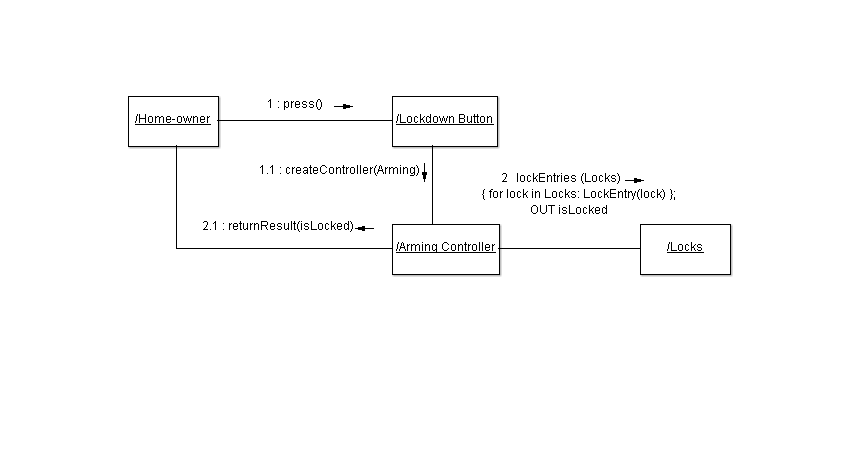 1 : press()
/Home-owner
/Lockdown Button
1.1 : createController(Arming)
2 lockEntries (Locks)
{ for lock in Locks: LockEntry(lock) };
OUT isLocked
2.1 : returnResult(isLocked)
/Arming Controller
/Locks